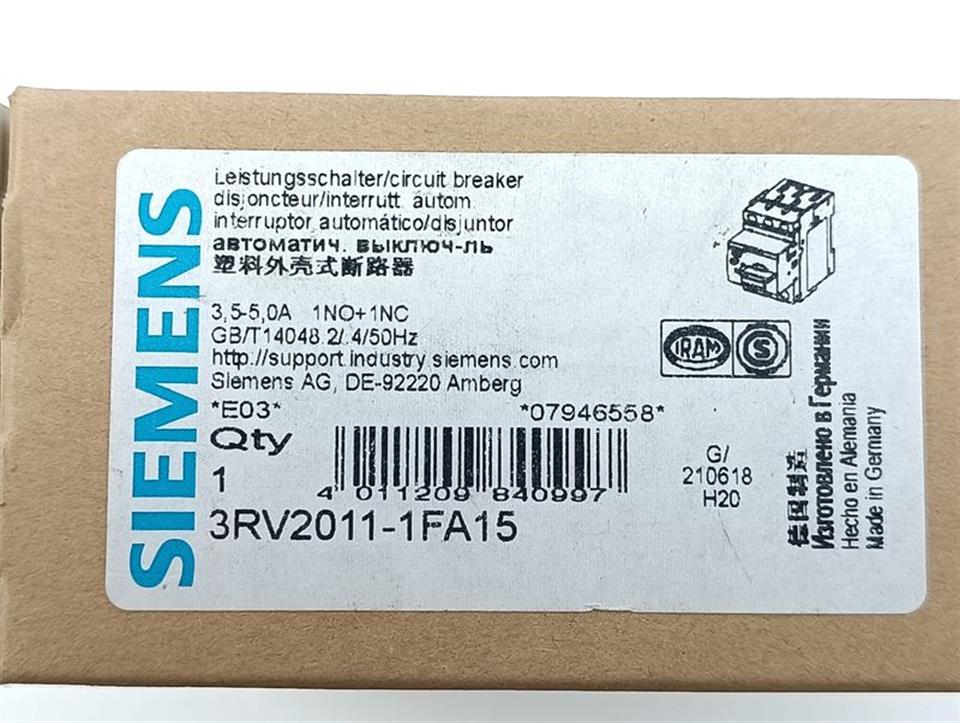 SIEMENS
Leistungsschalter/circuit breaker
disjoncteur/interrutt. autom.
interruptor automático/disjuntor
автоматич. выключ-ль
塑料外壳式断路器
3,5-5,0A 1NO+1NC
GB/T14048.2/.4/50Hz
http://support.industry.siemens.com
Siemens AG, DE-92220 Amberg
*E03* *07946558*
Qty
1
4 011209 840997
3RV2011-1FA15
IRAM
S
G/
210618
H20
德国制造
Изготовлено в Германии
Hecho en Alemania
Made in Germany